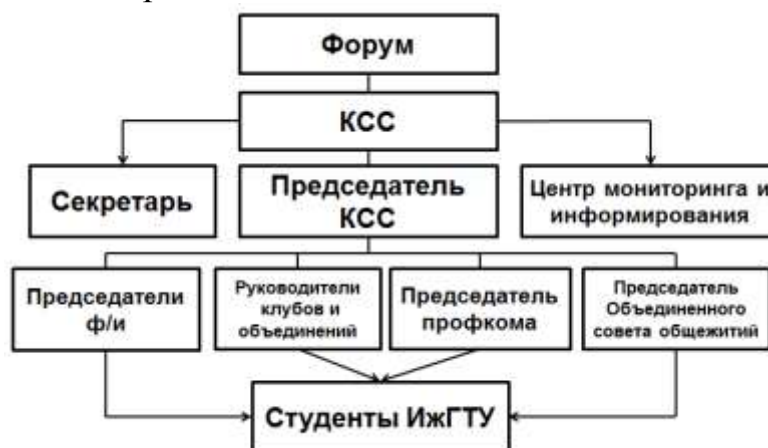 Форум
КСС
Секретарь
Председатель
КСС
Центр мониторинга и
информирования
Председатели
ф/и
Руководители
клубов и
объединений
Председатель
профкома
Председатель
Объединенного
совета общежитий
Студенты ИжГТУ